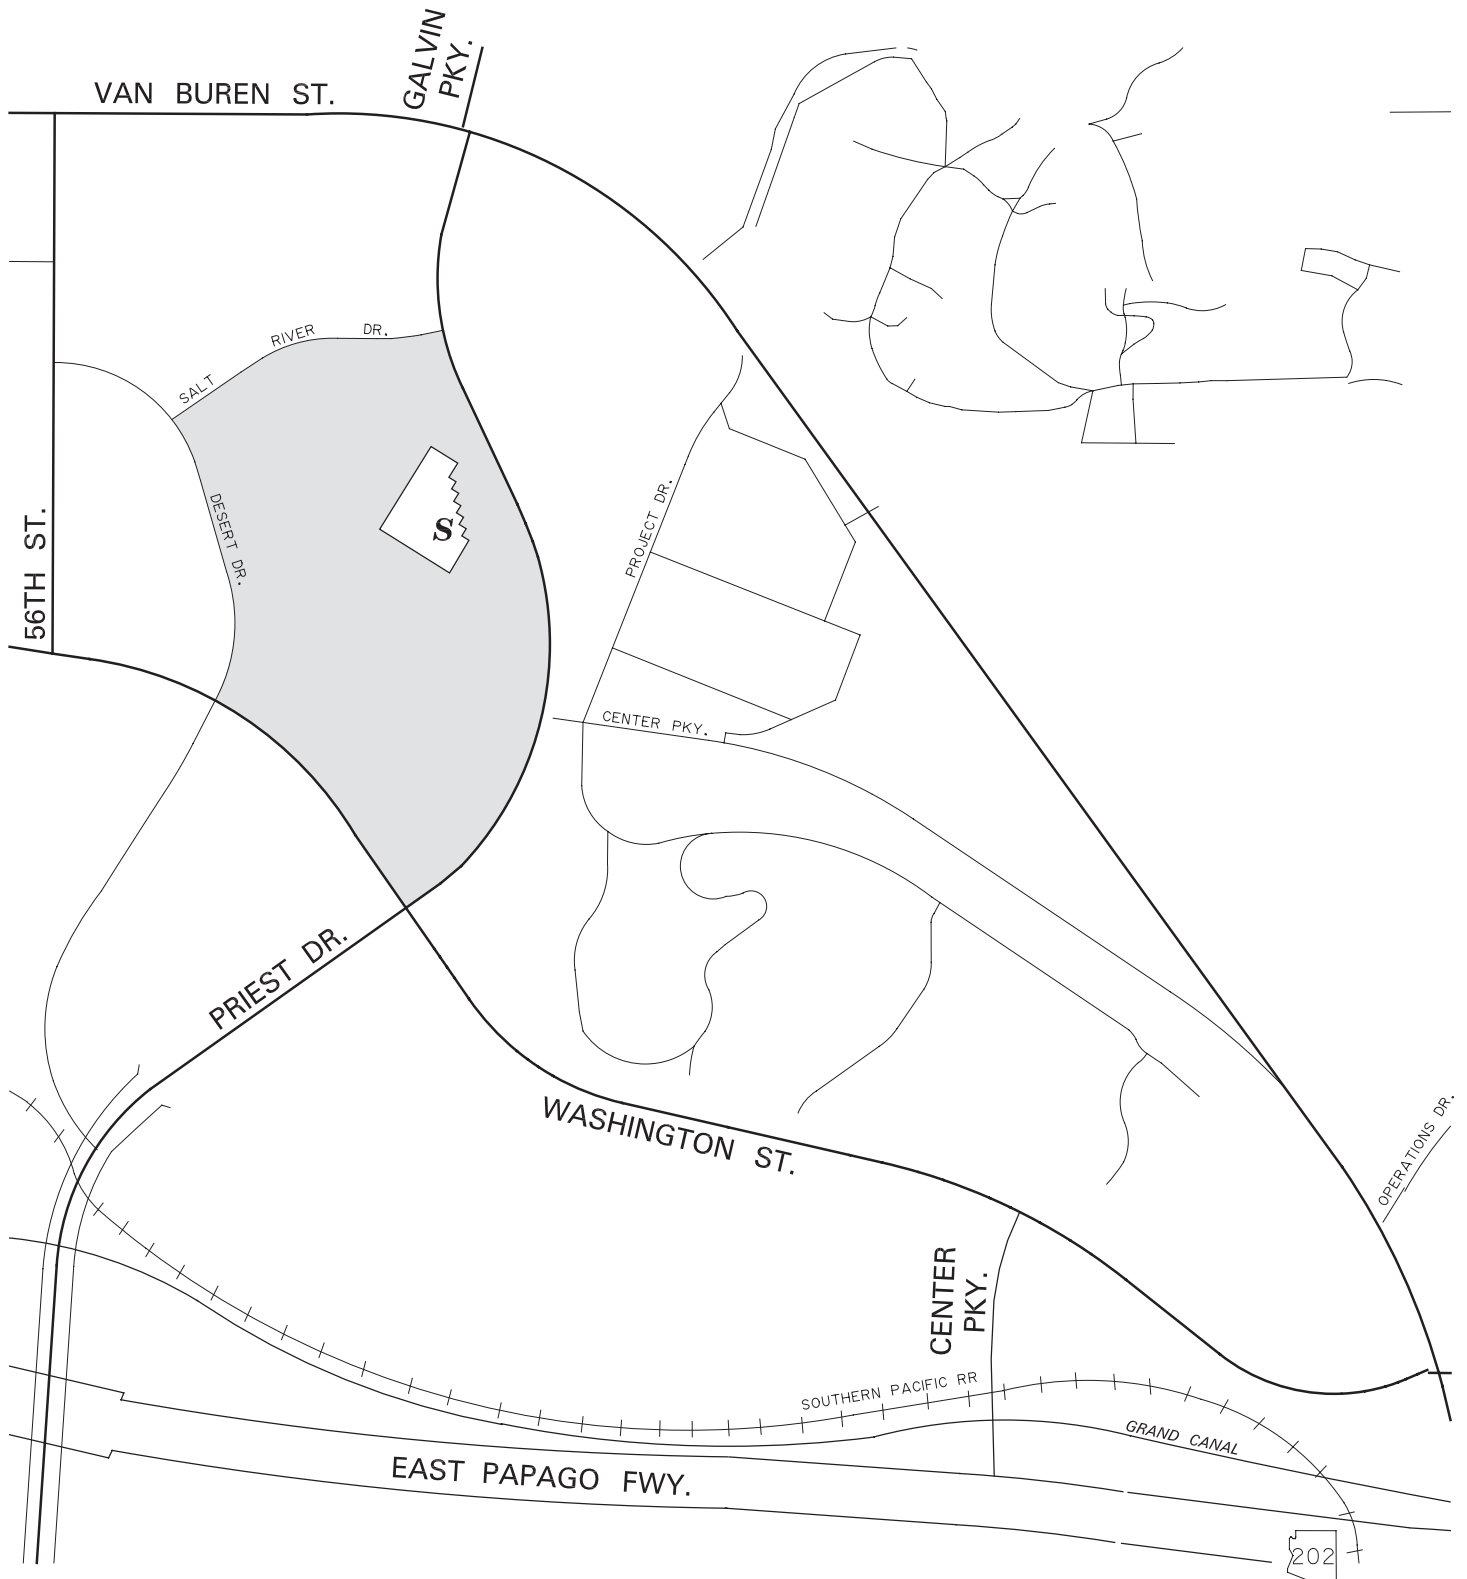 GALVIN
PKY.
VAN BUREN ST.
SALT RIVER DR.
56TH ST.
DESERT DR.
S
PROJECT DR.
CENTER PKY.
PRIEST DR.
WASHINGTON ST.
OPERATIONS DR.
CENTER
PKY.
SOUTHERN PACIFIC RR
GRAND CANAL
EAST PAPAGO FWY.
202